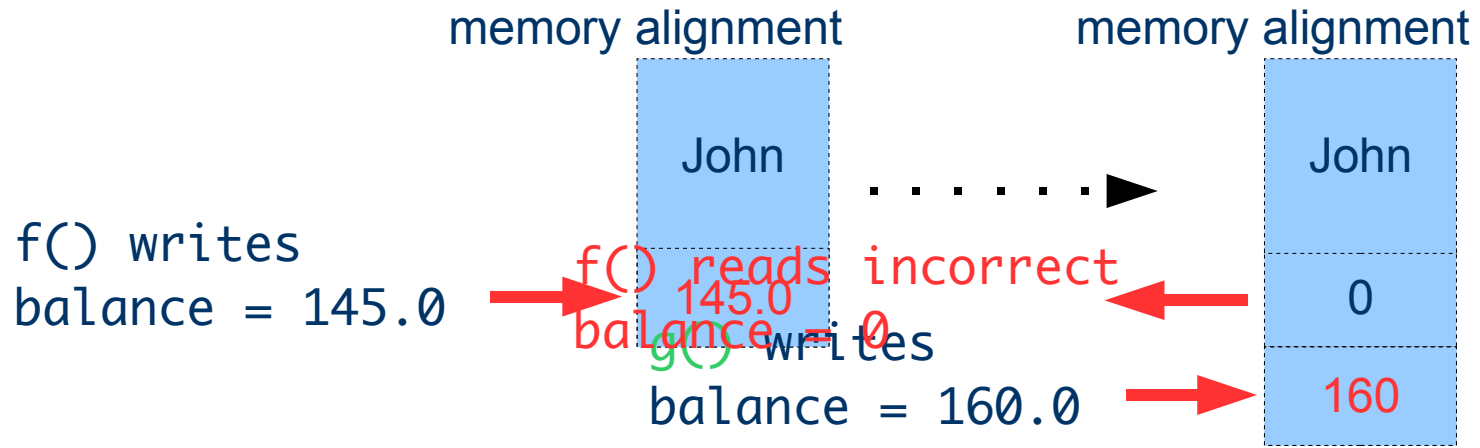 memory alignment
memory alignment
John
John
f() writes
balance = 145.0
145.0
f() reads incorrect
balance = 0
0
g() writes
balance = 160.0
160